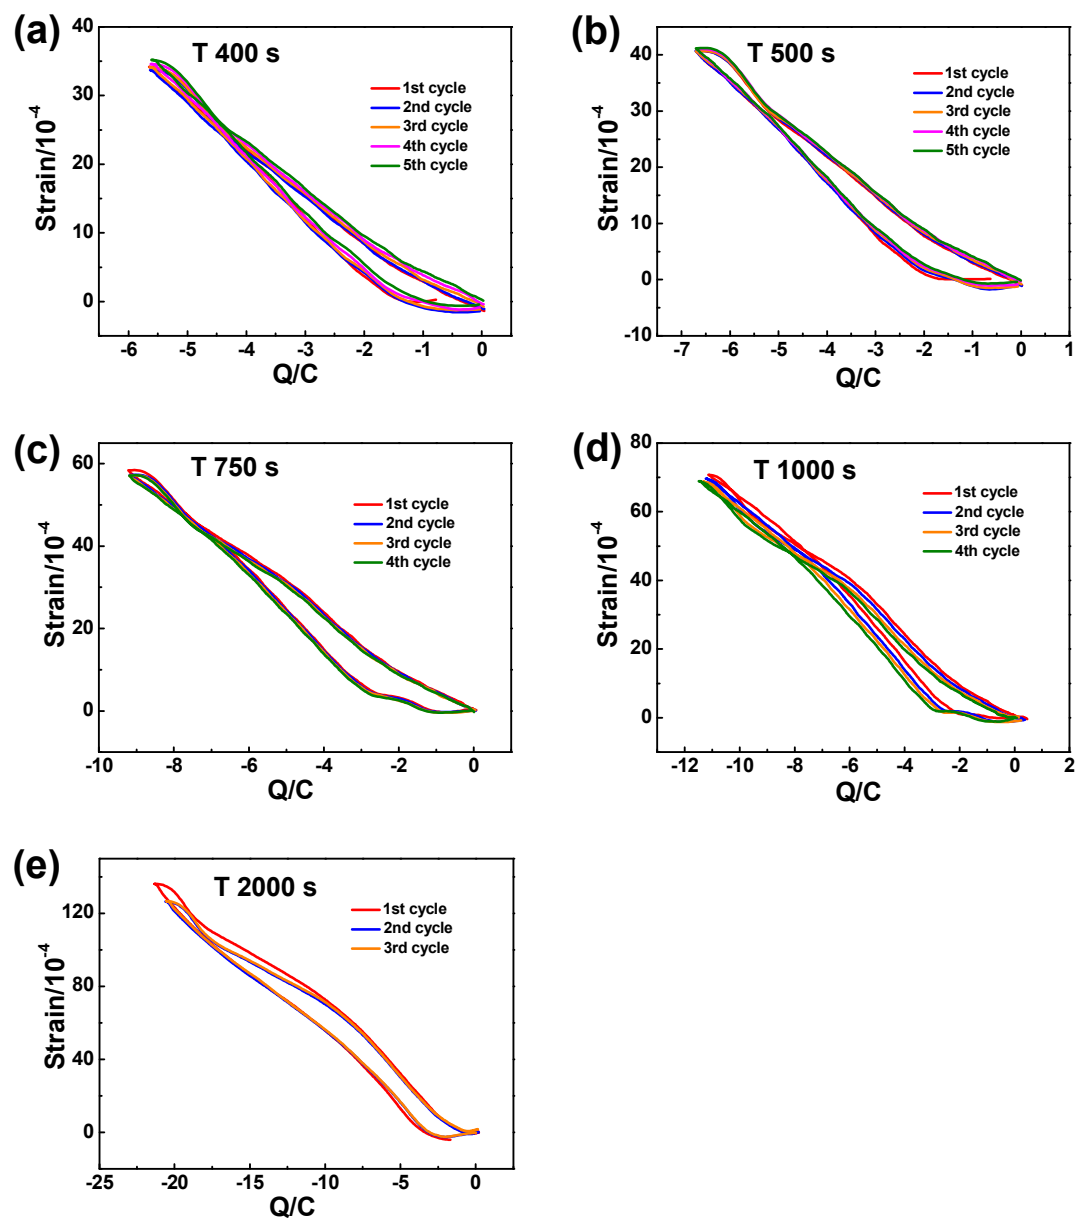 (a)
T 400 s
Strain/10⁻⁴
40
30
20
10
0
1st cycle
2nd cycle
3rd cycle
4th cycle
5th cycle
-6 -5 -4 -3 -2 -1 0
Q/C
(b)
T 500 s
Strain/10⁻⁴
40
30
20
10
0
-10
1st cycle
2nd cycle
3rd cycle
4th cycle
5th cycle
-7 -6 -5 -4 -3 -2 -1 0 1
Q/C
(c)
T 750 s
Strain/10⁻⁴
60
40
20
0
1st cycle
2nd cycle
3rd cycle
4th cycle
-10 -8 -6 -4 -2 0
Q/C
(d)
T 1000 s
Strain/10⁻⁴
80
60
40
20
0
1st cycle
2nd cycle
3rd cycle
4th cycle
-12 -10 -8 -6 -4 -2 0 2
Q/C
(e)
T 2000 s
Strain/10⁻⁴
120
80
40
0
1st cycle
2nd cycle
3rd cycle
-25 -20 -15 -10 -5 0
Q/C